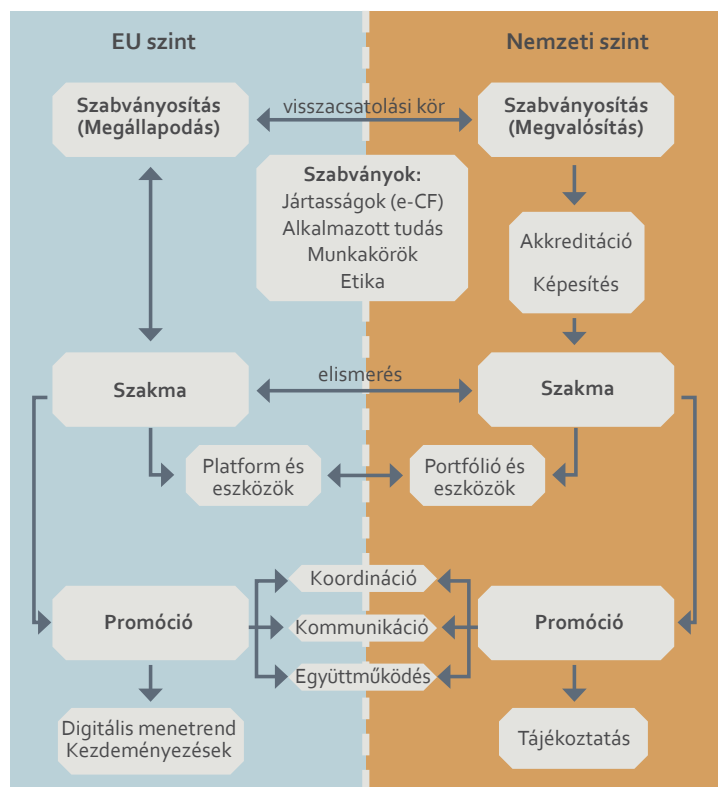 EU szint
Nemzeti szint
Szabványosítás
(Megállapodás)
visszacsatolási kör
Szabványosítás
(Megvalósítás)
Szabványok:
Jártasságok (e-CF)
Alkalmazott tudás
Munkakörök
Etika
Akkreditáció
Képesítés
Szakma
elismerés
Szakma
Platform és
eszközök
Portfólió és
eszközök
Koordináció
Promóció
Kommunikáció
Promóció
Együttműködés
Digitális menetrend
Kezdeményezések
Tájékoztatás